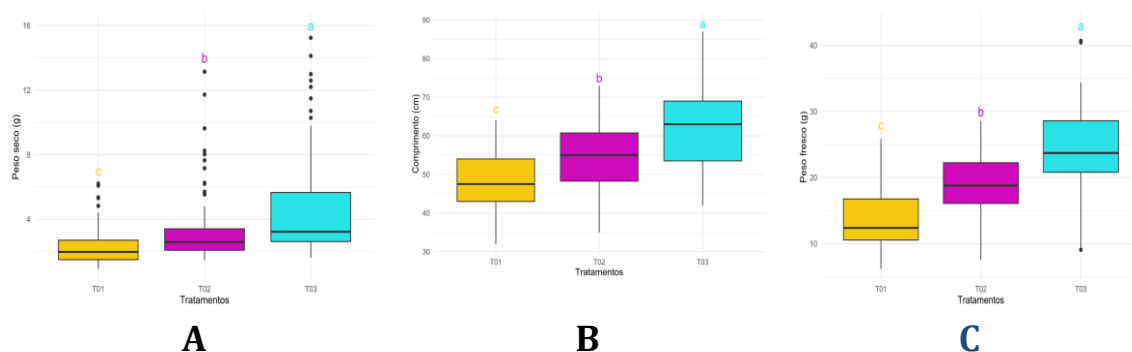 16
12
8
4
Peso seco (g)
c
b
a
T01 T02 T03
Tratamentos
A
90
80
70
60
50
40
30
Comprimento (cm)
c
b
a
T01 T02 T03
Tratamentos
B
40
30
20
10
Peso fresco (g)
c
b
a
T01 T02 T03
Tratamentos
C